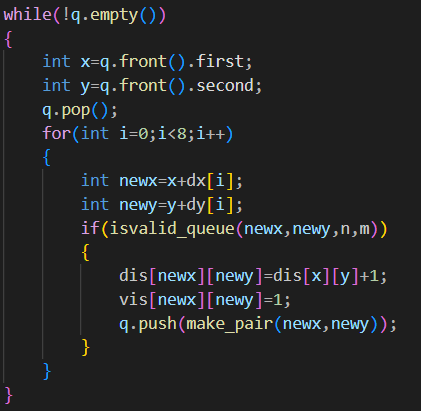 while(!q.empty())
{
    int x=q.front().first;
    int y=q.front().second;
    q.pop();
    for(int i=0;i<8;i++)
    {
        int newx=x+dx[i];
        int newy=y+dy[i];
        if(isvalid_queue(newx,newy,n,m))
        {
            dis[newx][newy]=dis[x][y]+1;
            vis[newx][newy]=1;
            q.push(make_pair(newx,newy));
        }
    }
}